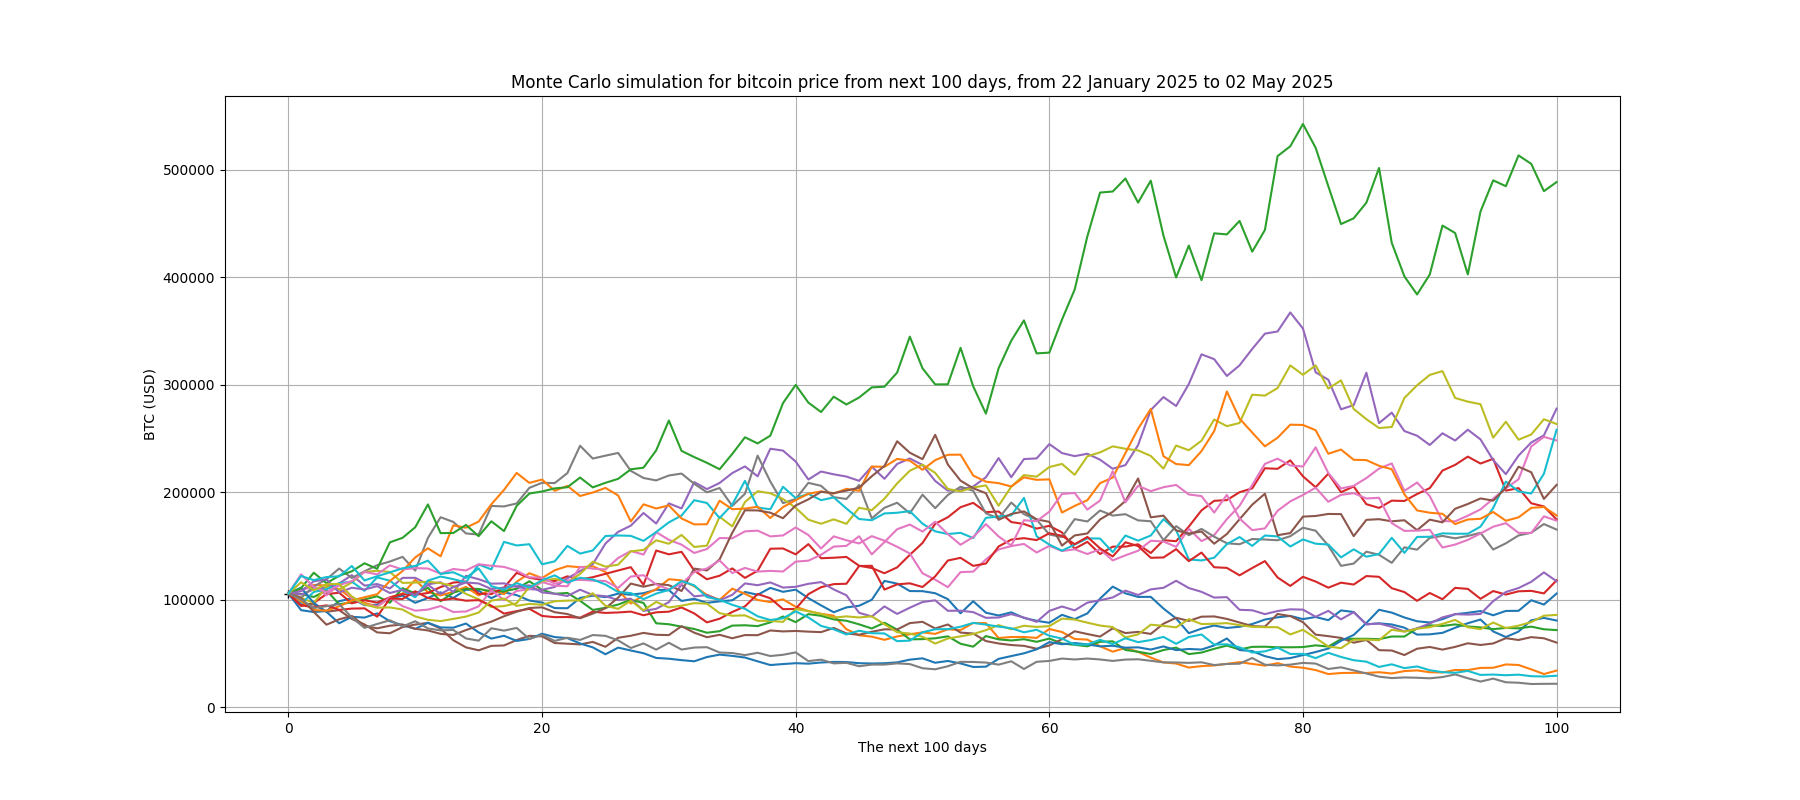 Monte Carlo simulation for bitcoin price from next 100 days, from 22 January 2025 to 02 May 2025
500000
400000
300000
200000
100000
0
BTC (USD)
0 20 40 60 80 100
The next 100 days